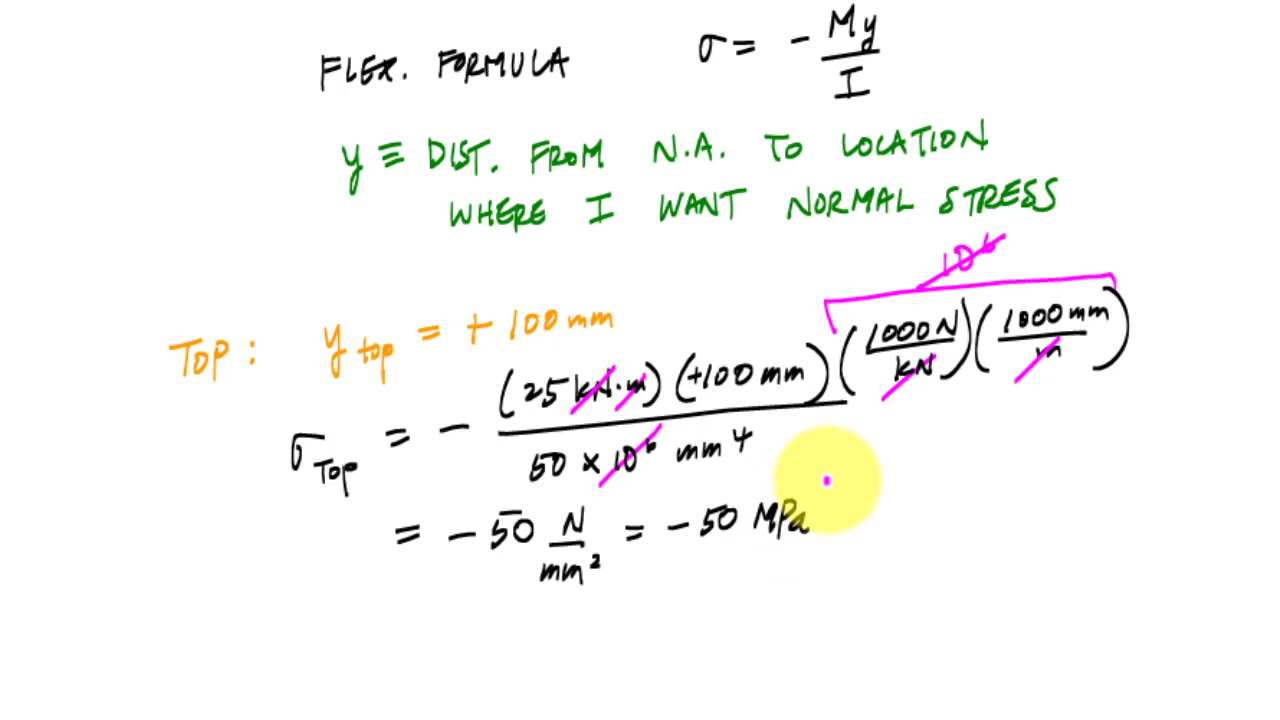 FLEX. FORMULA σ = - My/I
y ≡ DIST. FROM N.A. TO LOCATION
WHERE I WANT NORMAL STRESS
10⁶
TOP: y top = + 100 mm
σ Top = - (25 kN·m)(+100 mm)(1000 N/kN)(1000 mm/m) / 50 × 10⁶ mm⁴
= - 50 N/mm² = - 50 MPa